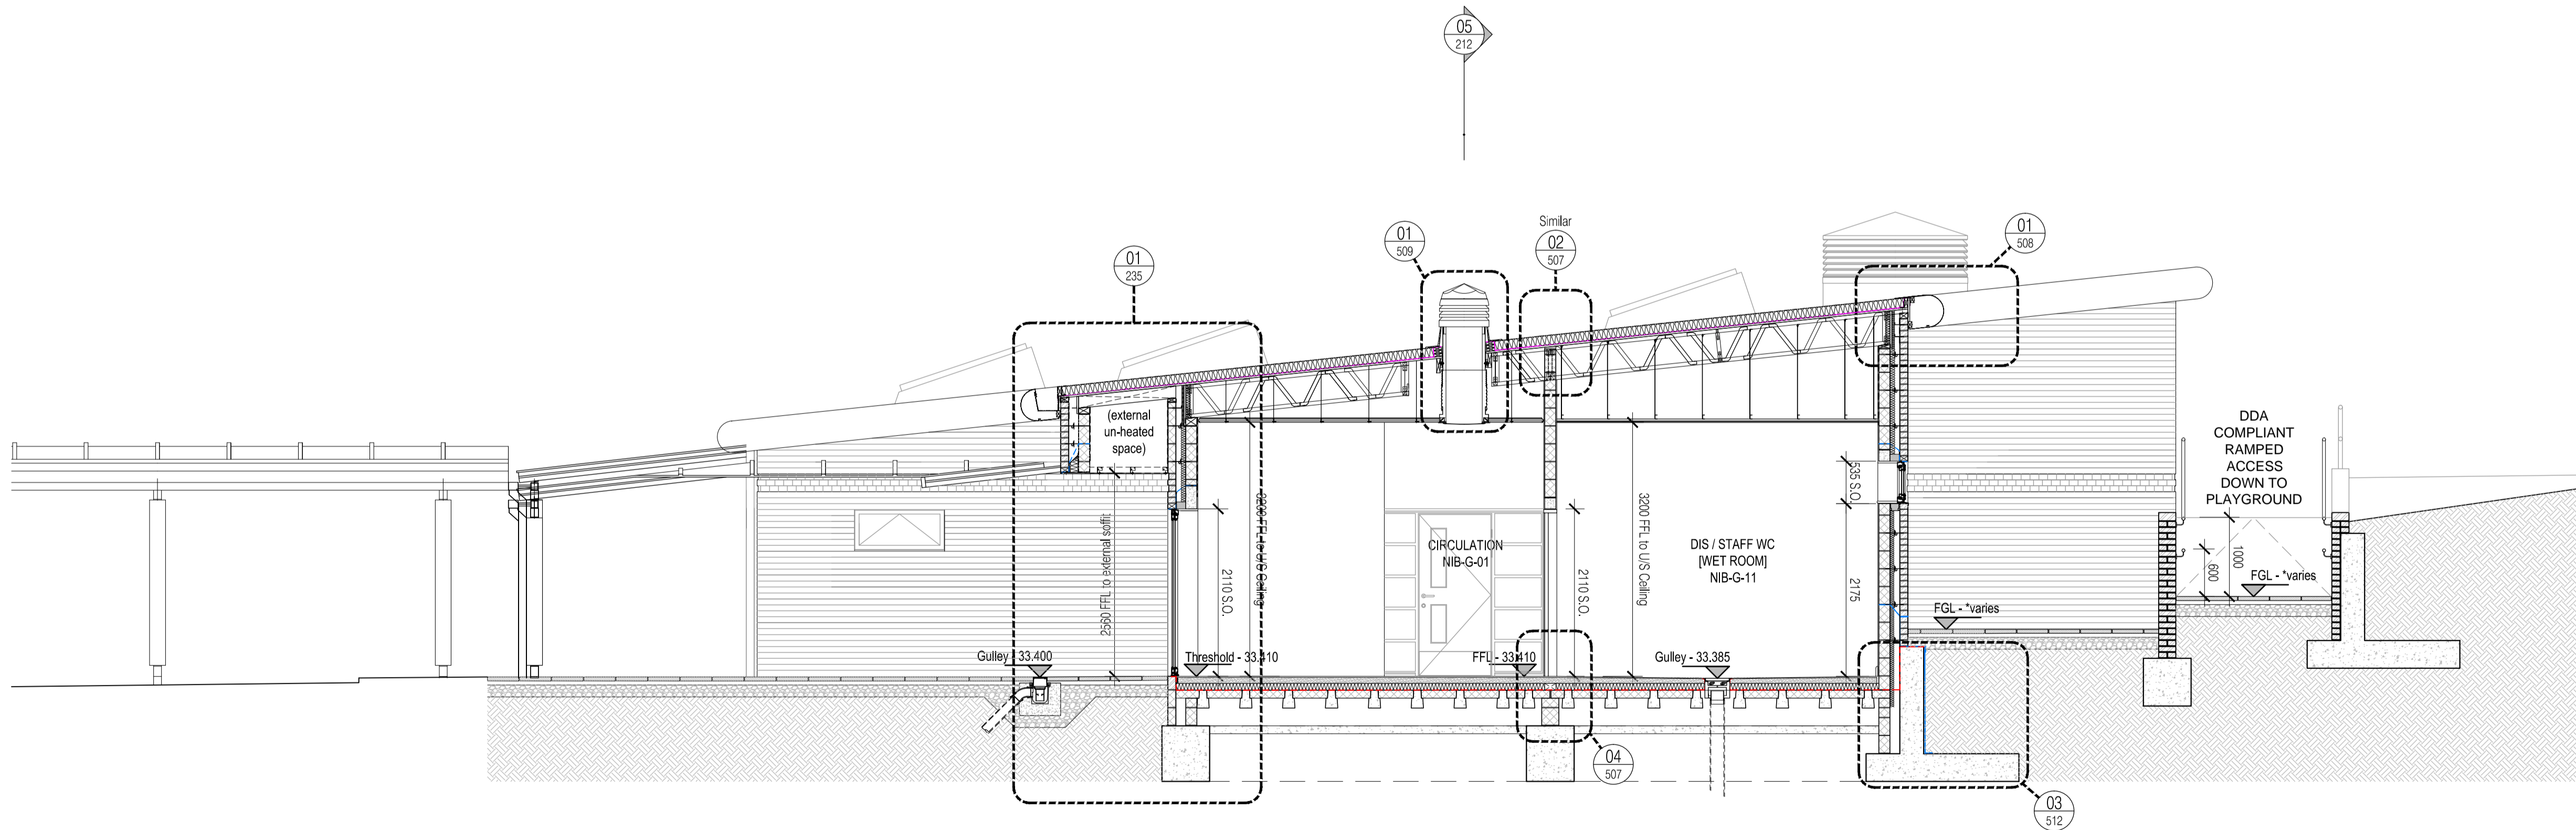 05
212
Similar
01
235
01
509
02
507
01
508
(external
un-heated
space)
2560 FFL to external soffit
2110 S.O.
3200 FFL to U/S Ceiling
CIRCULATION
NIB-G-01
2110 S.O.
3200 FFL to U/S Ceiling
DIS / STAFF WC
[WET ROOM]
NIB-G-11
535 S.O.
2175
DDA
COMPLIANT
RAMPED
ACCESS
DOWN TO
PLAYGROUND
600
1000
FGL - *varies
FGL - *varies
Gulley - 33.400
Threshold - 33.410
FFL - 33.410
Gulley - 33.385
04
507
03
512